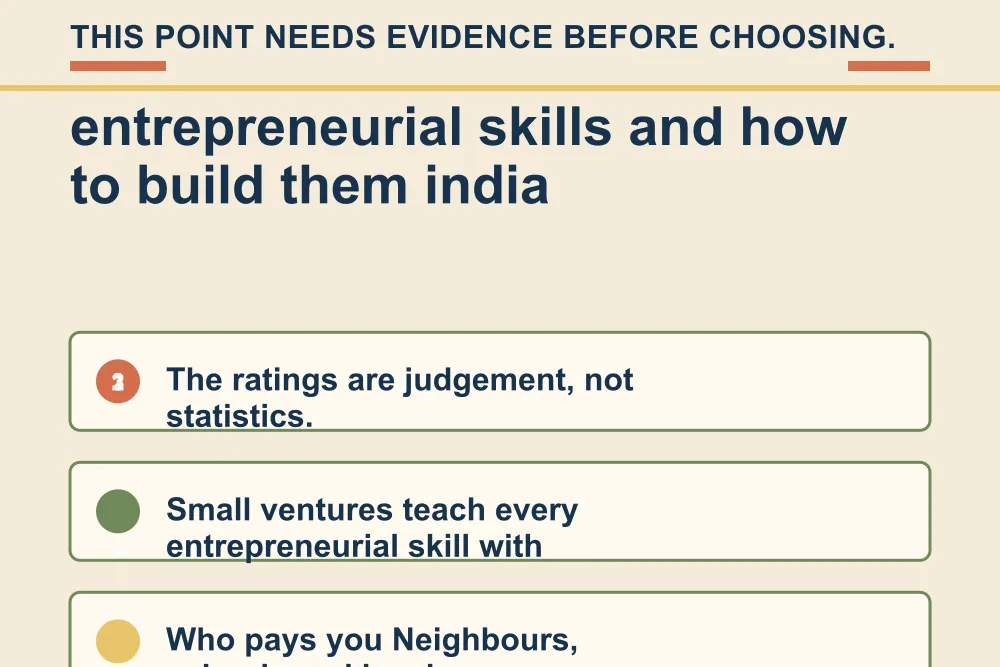 THIS POINT NEEDS EVIDENCE BEFORE CHOOSING.
entrepreneurial skills and how
to build them india
The ratings are judgement, not
statistics.
Small ventures teach every
entrepreneurial skill with
Who pays you Neighbours,